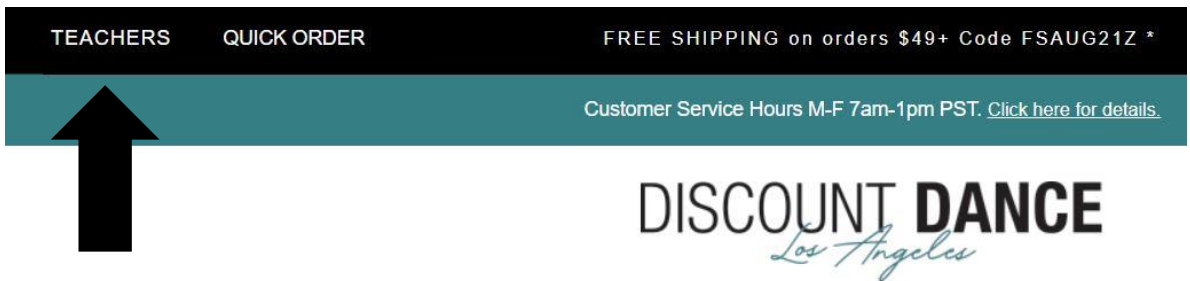 TEACHERS QUICK ORDER FREE SHIPPING on orders $49+ Code FSAUG21Z *
Customer Service Hours M-F 7am-1pm PST. Click here for details.
DISCOUNT DANCE
Los Angeles